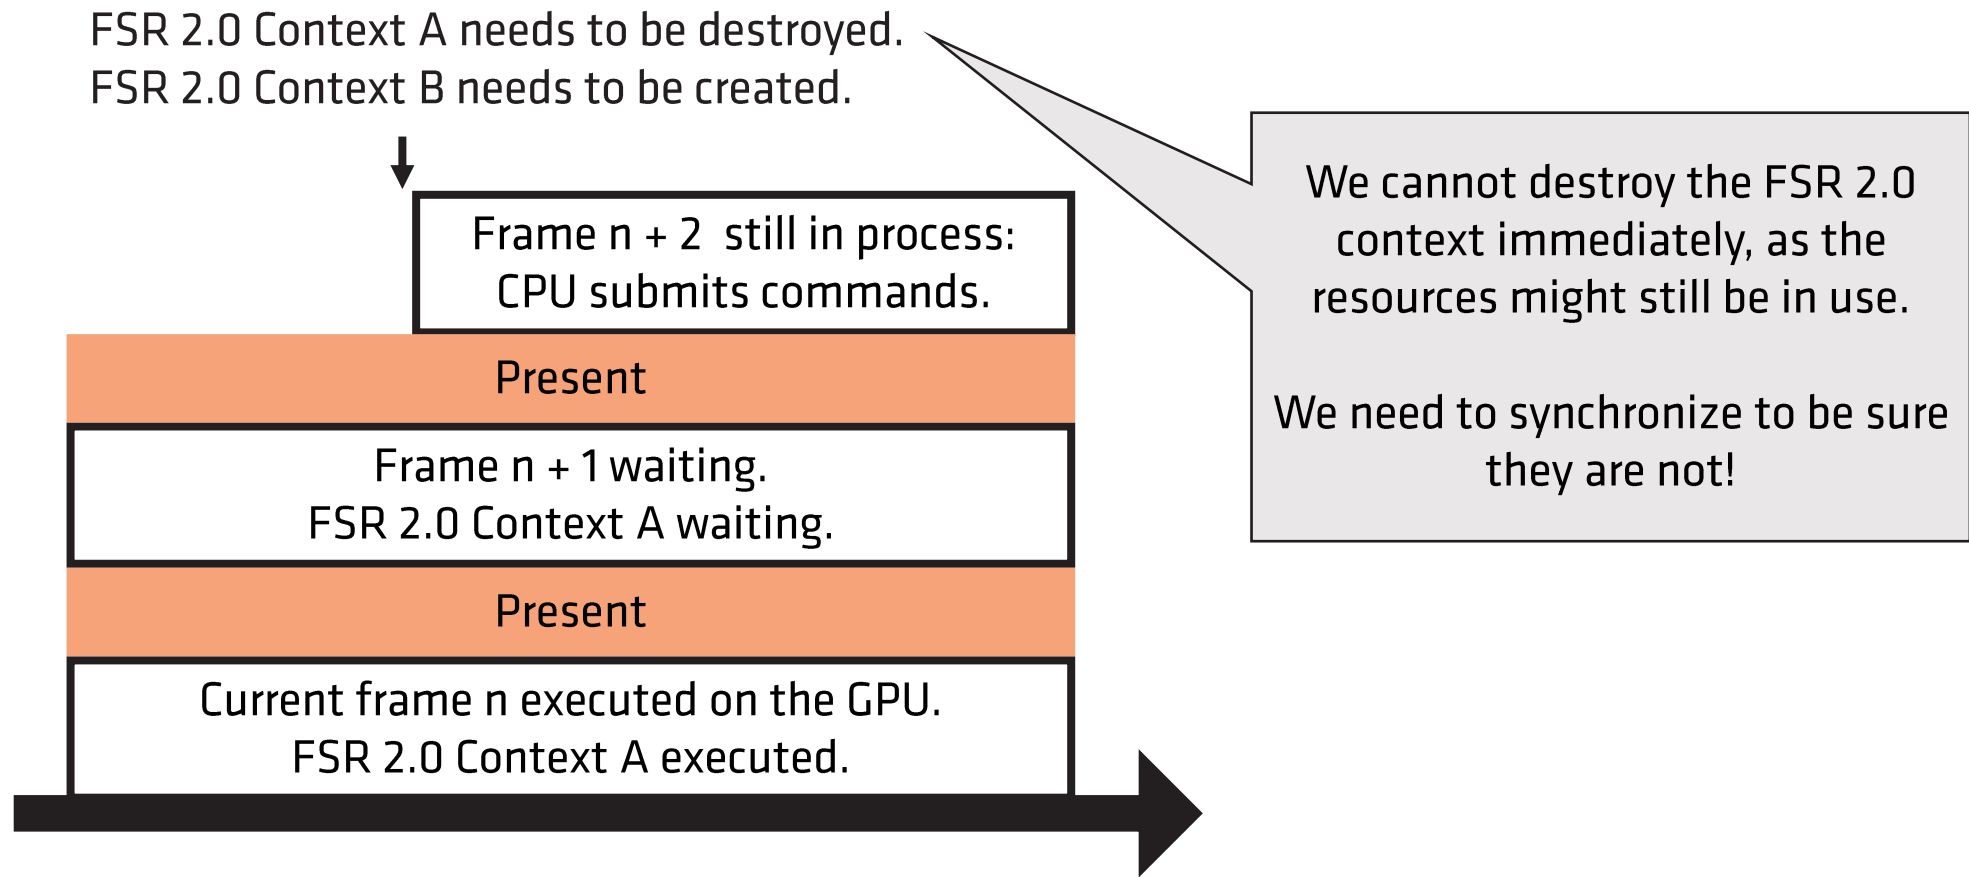 FSR 2.0 Context A needs to be destroyed.
FSR 2.0 Context B needs to be created.
We cannot destroy the FSR 2.0
context immediately, as the
resources might still be in use.
We need to synchronize to be sure
they are not!
Frame n + 2 still in process:
CPU submits commands.
Present
Frame n + 1 waiting.
FSR 2.0 Context A waiting.
Present
Current frame n executed on the GPU.
FSR 2.0 Context A executed.